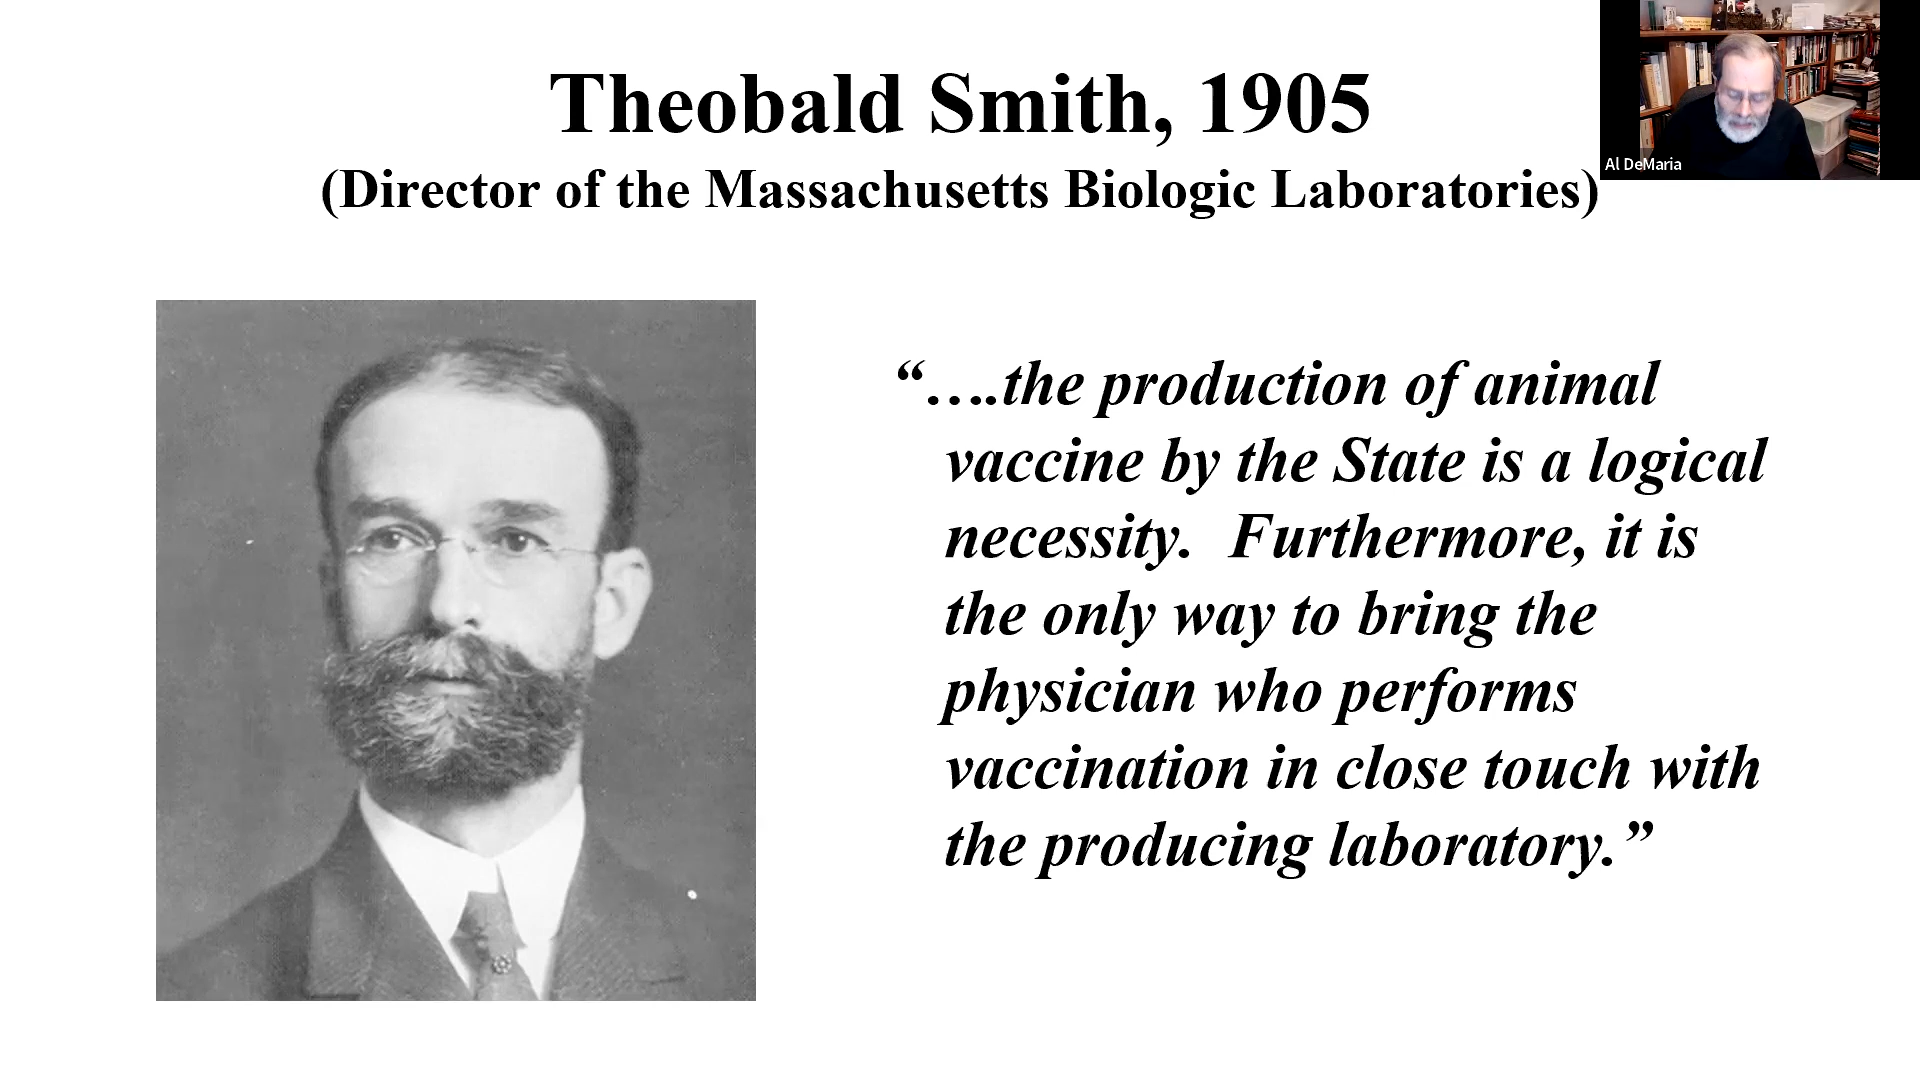 Theobald Smith, 1905
(Director of the Massachusetts Biologic Laboratories)
Al DeMaria
“….the production of animal
vaccine by the State is a logical
necessity.  Furthermore, it is
the only way to bring the
physician who performs
vaccination in close touch with
the producing laboratory.”